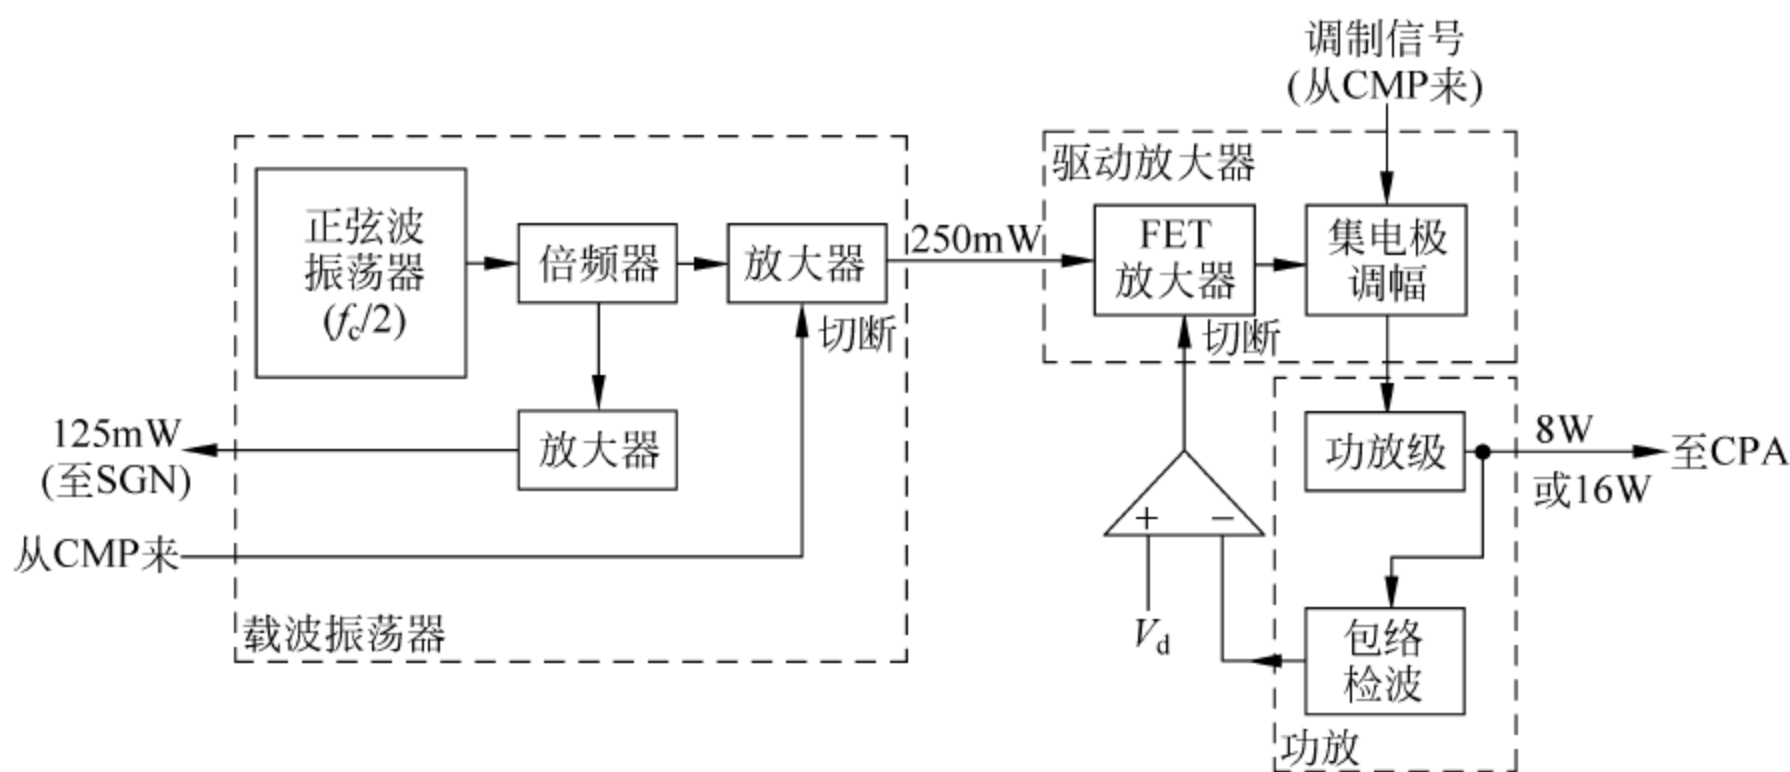 调制信号
(从CMP来)
驱动放大器
正弦波
振荡器
(fc/2)
倍频器
放大器
250mW
FET
放大器
集电极
调幅
切断
切断
125mW
(至SGN)
放大器
功放级
8W
或16W
至CPA
+
−
从CMP来
Vd
包络
检波
载波振荡器
功放